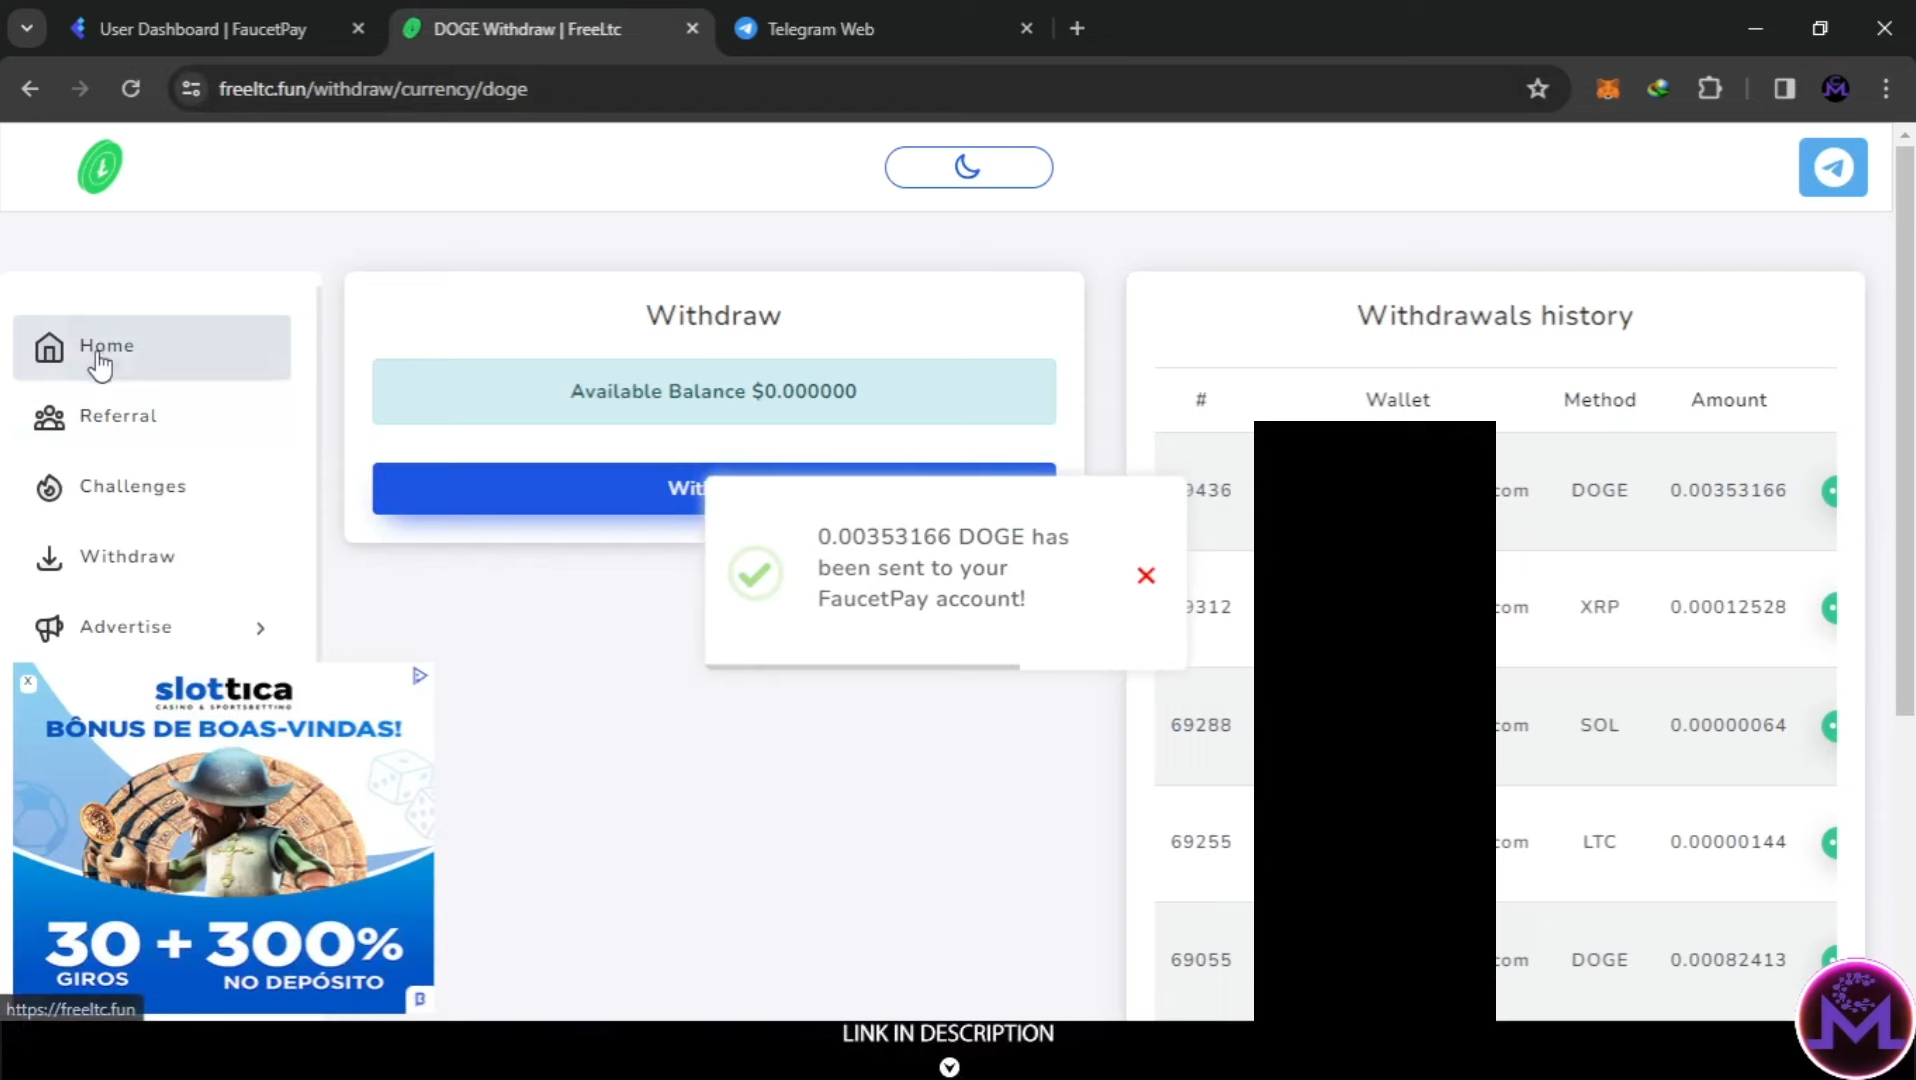 User Dashboard | FaucetPay
DOGE Withdraw | FreeLtc
Telegram Web
freeltc.fun/withdraw/currency/doge
Home
Referral
Challenges
Withdraw
Advertise
Withdraw
Available Balance $0.000000
0.00353166 DOGE has
been sent to your
FaucetPay account!
Withdrawals history
# Wallet Method Amount
9436 com DOGE 0.00353166
9312 com XRP 0.00012528
69288 com SOL 0.00000064
69255 com LTC 0.00000144
69055 com DOGE 0.00082413
X
slottica
CASINO & SPORTSBETTING
BÔNUS DE BOAS-VINDAS!
30 + 300%
GIROS NO DEPÓSITO
https://freeltc.fun
LINK IN DESCRIPTION